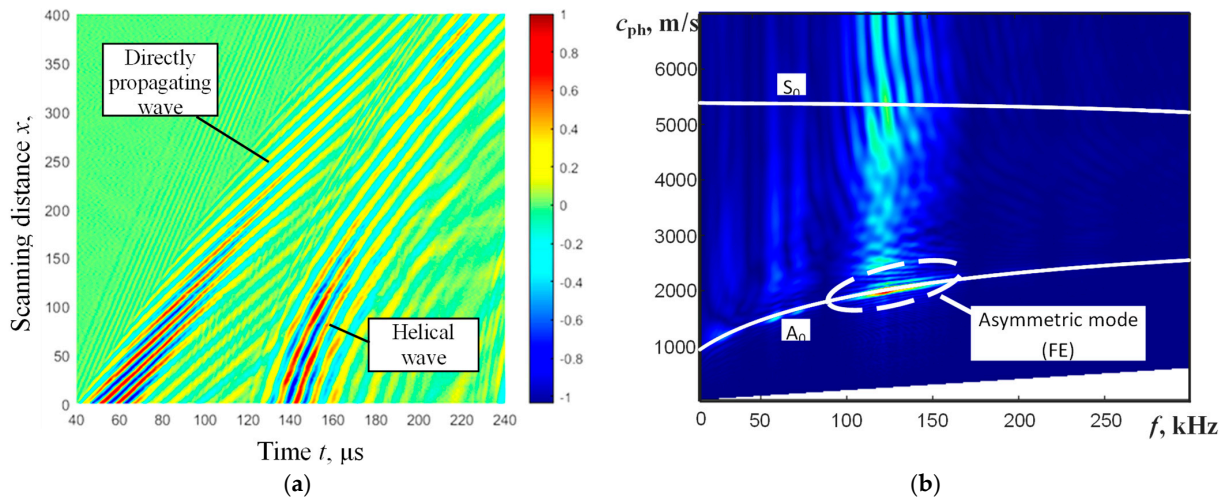 400
350
300
250
200
150
100
50
0
Scanning distance x,
Directly
propagating
wave
Helical
wave
40 60 80 100 120 140 160 180 200 220 240
Time t, µs
1
0.8
0.6
0.4
0.2
0
-0.2
-0.4
-0.6
-0.8
-1
(a)
cph, m/s
6000
5000
4000
3000
2000
1000
S0
A0
Asymmetric mode
(FE)
0 50 100 150 200 250
f, kHz
(b)